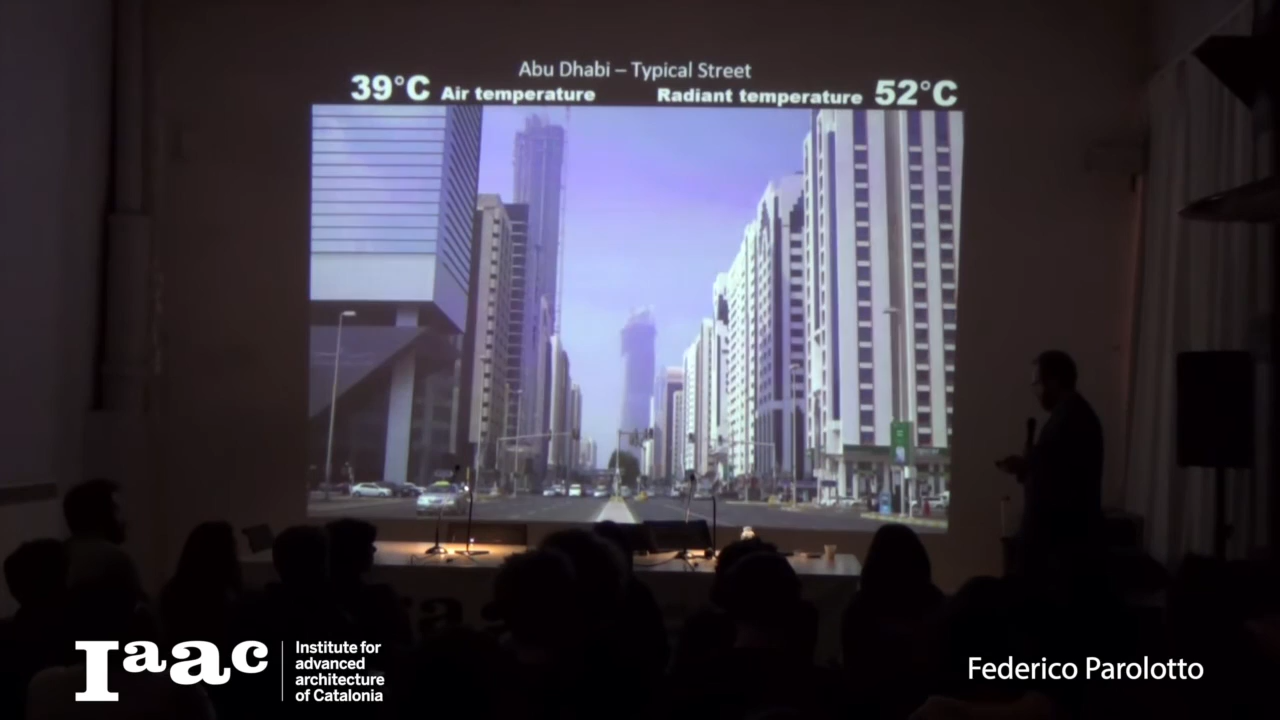 Abu Dhabi – Typical Street
39°C Air temperature Radiant temperature 52°C
Iaac
Institute for
advanced
architecture
of Catalonia
Federico Parolotto